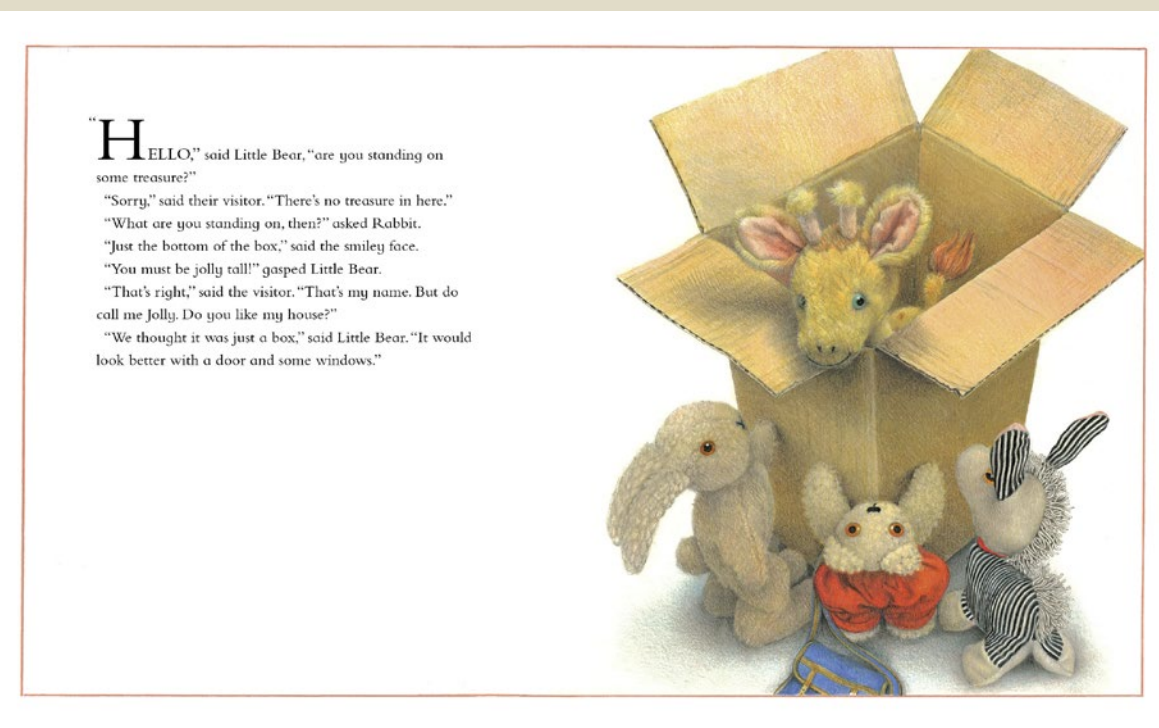 "HELLO," said Little Bear, "are you standing on
some treasure?"
"Sorry," said their visitor. "There's no treasure in here."
"What are you standing on, then?" asked Rabbit.
"Just the bottom of the box," said the smiley face.
"You must be jolly tall!" gasped Little Bear.
"That's right," said the visitor. "That's my name. But do
call me Jolly. Do you like my house?"
"We thought it was just a box," said Little Bear. "It would
look better with a door and some windows."